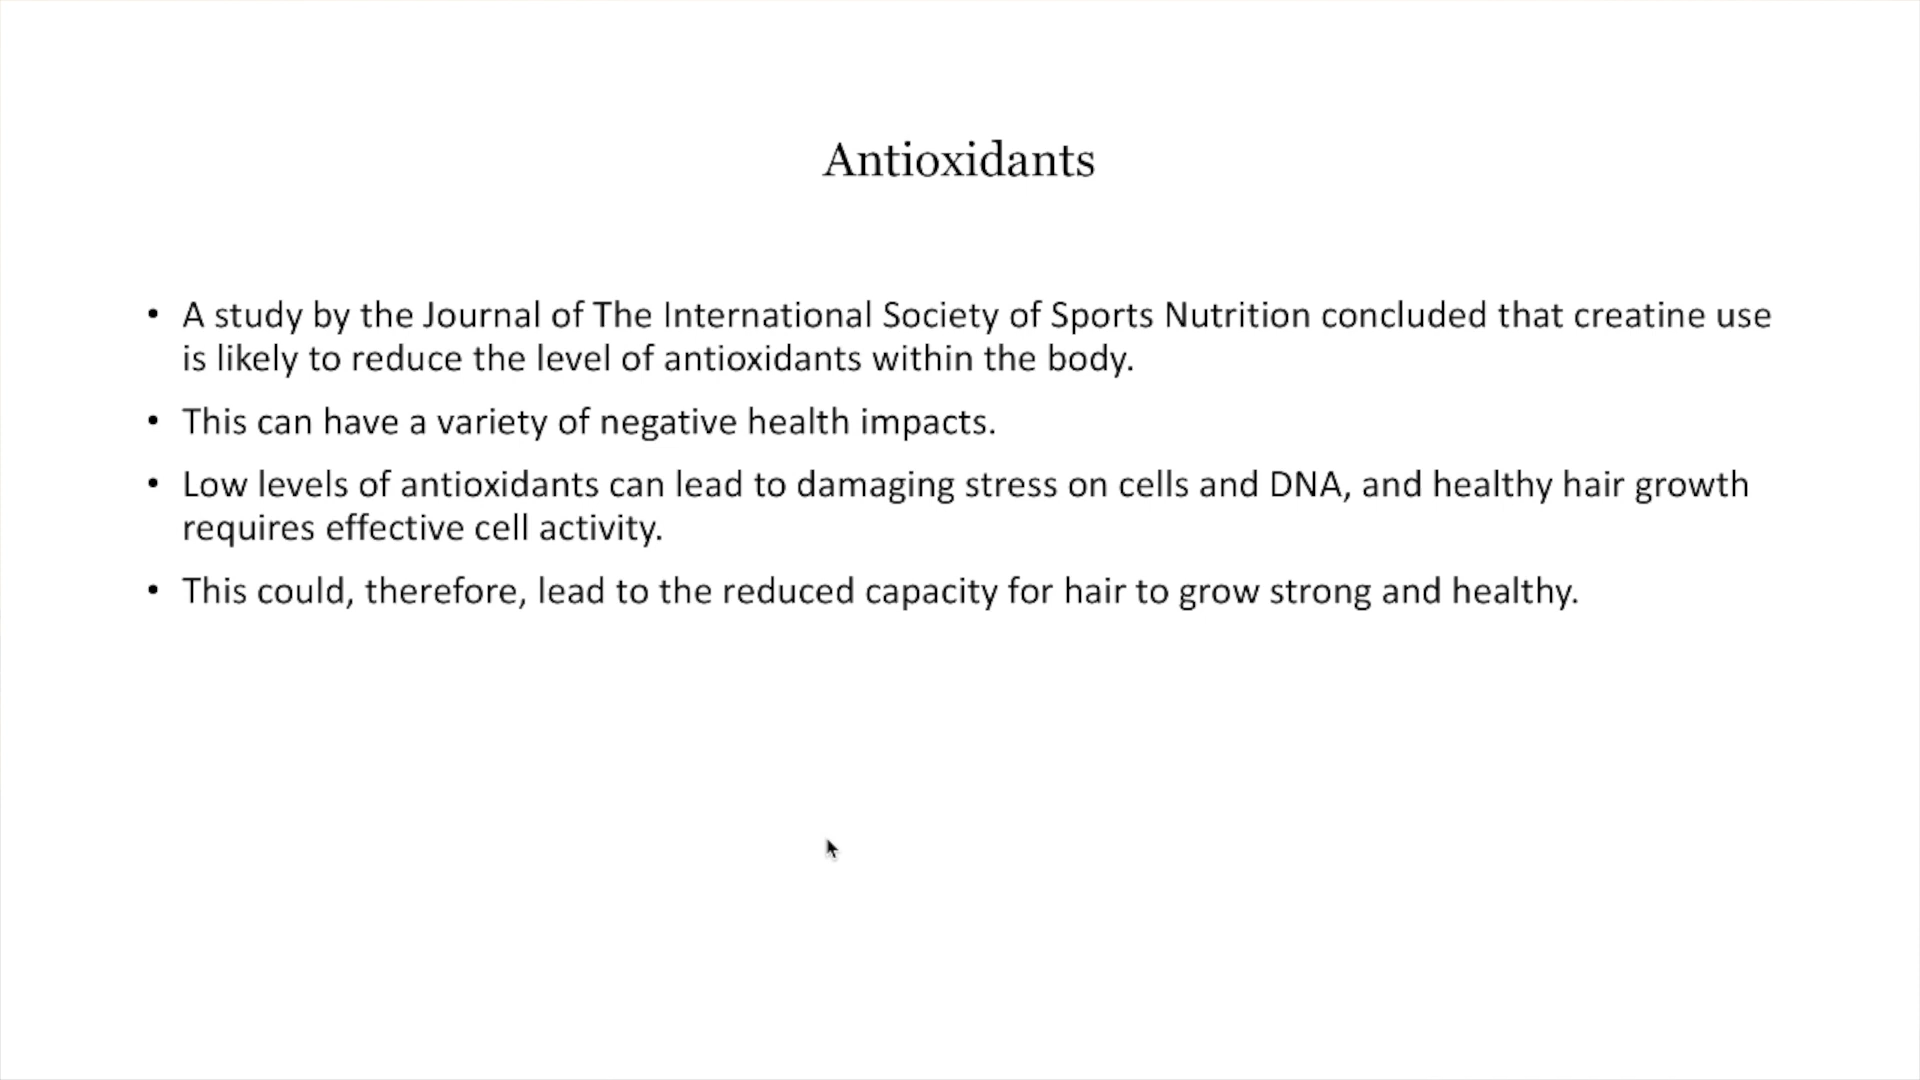 Antioxidants
• A study by the Journal of The International Society of Sports Nutrition concluded that creatine use
is likely to reduce the level of antioxidants within the body.
• This can have a variety of negative health impacts.
• Low levels of antioxidants can lead to damaging stress on cells and DNA, and healthy hair growth
requires effective cell activity.
• This could, therefore, lead to the reduced capacity for hair to grow strong and healthy.